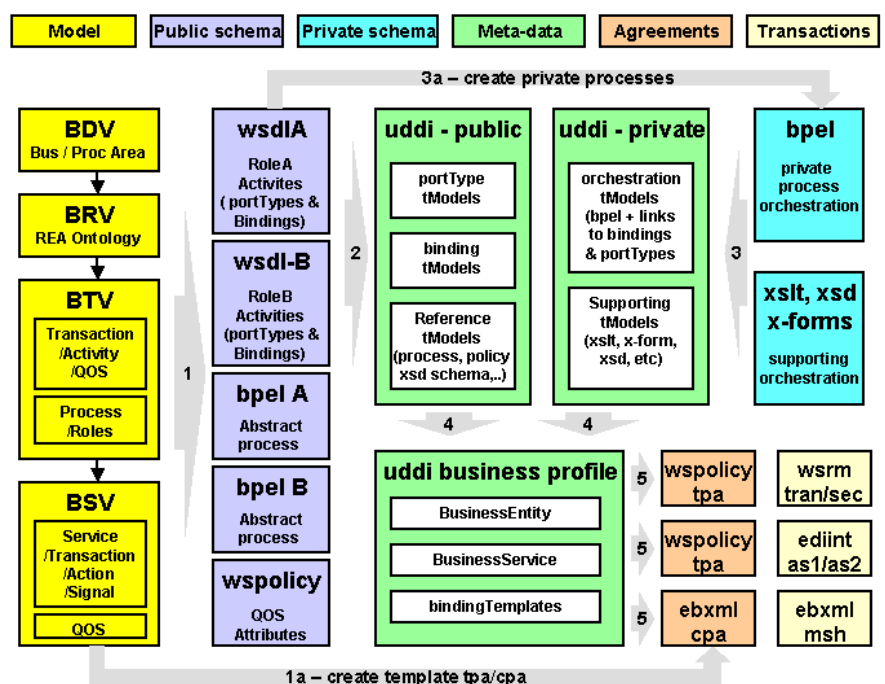 Model
Public schema
Private schema
Meta-data
Agreements
Transactions
3a – create private processes
BDV
Bus / Proc Area
BRV
REA Ontology
BTV
Transaction
/Activity
/QOS
Process
/Roles
BSV
Service
/Transaction
/Action
/Signal
QOS
1
wsdlA
RoleA
Activites
( portTypes &
Bindings)
wsdl-B
RoleB
Activities
(portTypes &
Bindings)
bpel A
Abstract
process
bpel B
Abstract
process
wspolicy
QOS
Attributes
2
uddi - public
portType
tModels
binding
tModels
Reference
tModels
(process, policy
xsd schema,..)
uddi - private
orchestration
tModels
(bpel + links
to bindings
& portTypes
Supporting
tModels
(xslt, x-form,
xsd, etc)
3
bpel
private
process
orchestration
xslt, xsd
x-forms
supporting
orchestration
4
4
uddi business profile
BusinessEntity
BusinessService
bindingTemplates
5
wspolicy
tpa
wsrm
tran/sec
5
wspolicy
tpa
ediint
as1/as2
5
ebxml
cpa
ebxml
msh
1a – create template tpa/cpa